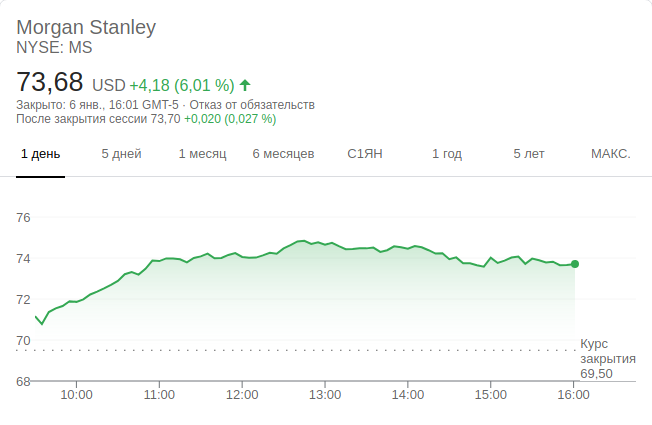 Morgan Stanley
NYSE: MS
73,68 USD +4,18 (6,01 %)
Закрыто: 6 янв., 16:01 GMT-5 · Отказ от обязательств
После закрытия сессии 73,70 +0,020 (0,027 %)
1 день 5 дней 1 месяц 6 месяцев С1ЯН 1 год 5 лет МАКС.
76
74
72
70
Курс
закрытия
69,50
68
10:00 11:00 12:00 13:00 14:00 15:00 16:00